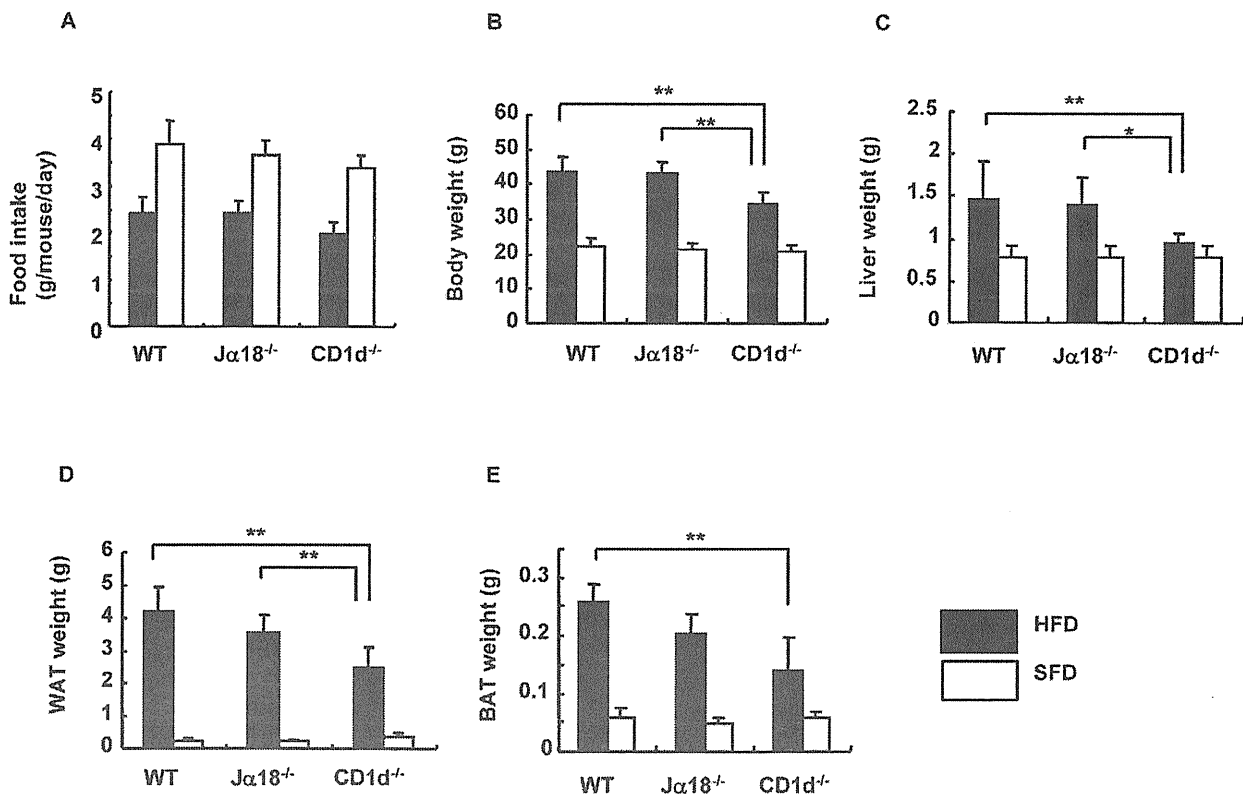 A
Food intake
(g/mouse/day)
5
4
3
2
1
0
WT Jα18-/- CD1d-/-
B
Body weight (g)
60
50
40
30
20
10
0
**
**
WT Jα18-/- CD1d-/-
C
Liver weight (g)
2.5
2
1.5
1
0.5
0
**
*
WT Jα18-/- CD1d-/-
D
WAT weight (g)
6
5
4
3
2
1
0
**
**
WT Jα18-/- CD1d-/-
E
BAT weight (g)
0.3
0.2
0.1
0
**
WT Jα18-/- CD1d-/-
HFD
SFD